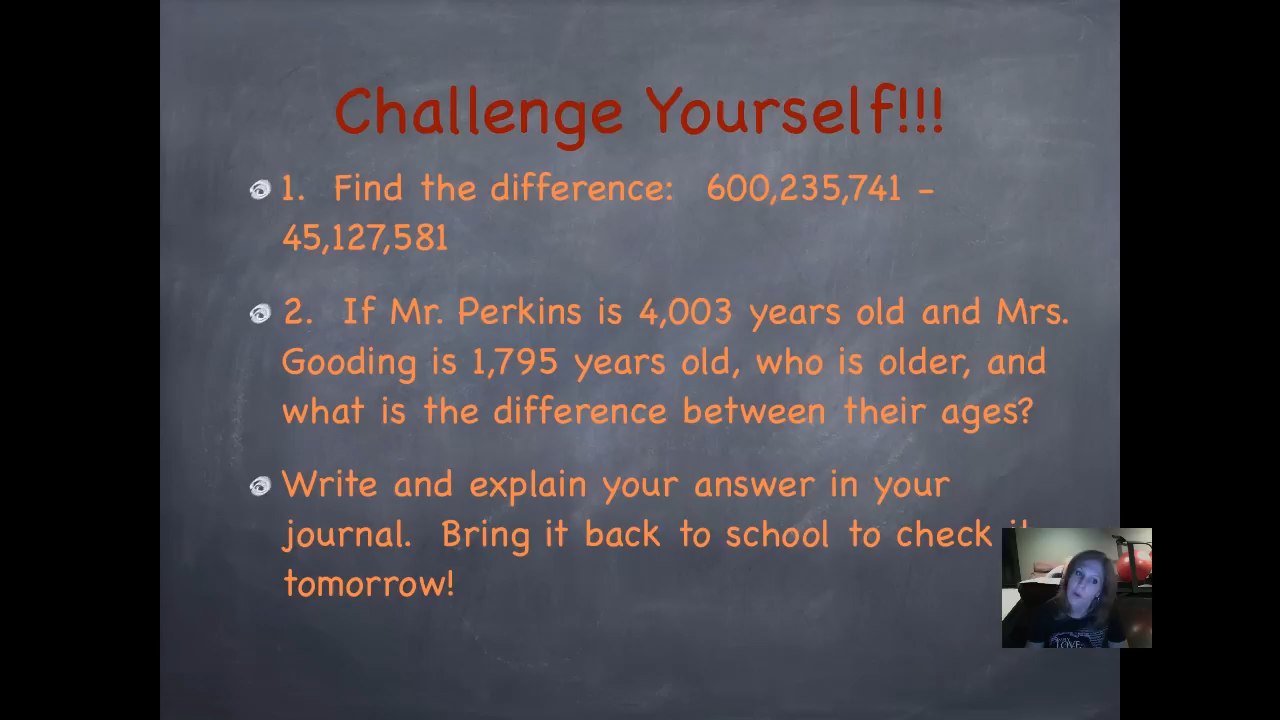 Challenge Yourself!!!
1. Find the difference: 600,235,741 -
45,127,581
2. If Mr. Perkins is 4,003 years old and Mrs.
Gooding is 1,795 years old, who is older, and
what is the difference between their ages?
Write and explain your answer in your
journal. Bring it back to school to check
tomorrow!
LOVE